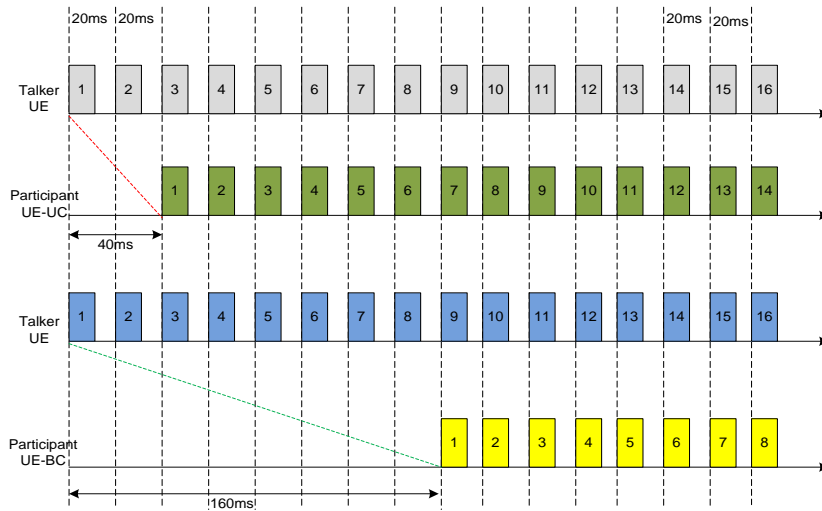 20ms 20ms 20ms 20ms
Talker
UE
1 2 3 4 5 6 7 8 9 10 11 12 13 14 15 16
Participant
UE-UC
1 2 3 4 5 6 7 8 9 10 11 12 13 14
40ms
Talker
UE
1 2 3 4 5 6 7 8 9 10 11 12 13 14 15 16
Participant
UE-BC
1 2 3 4 5 6 7 8
160ms